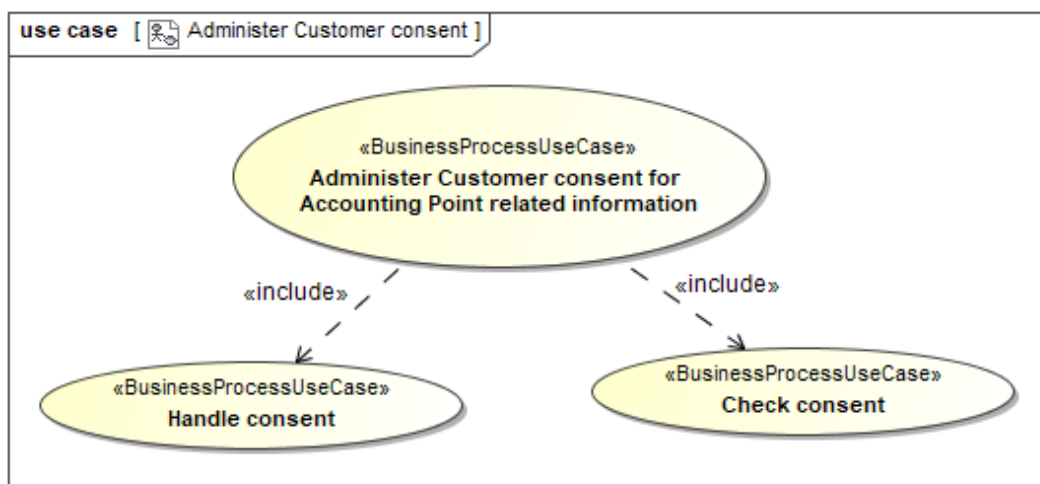 use case [ Administer Customer consent ]
«BusinessProcessUseCase»
Administer Customer consent for
Accounting Point related information
«include»
«include»
«BusinessProcessUseCase»
Handle consent
«BusinessProcessUseCase»
Check consent